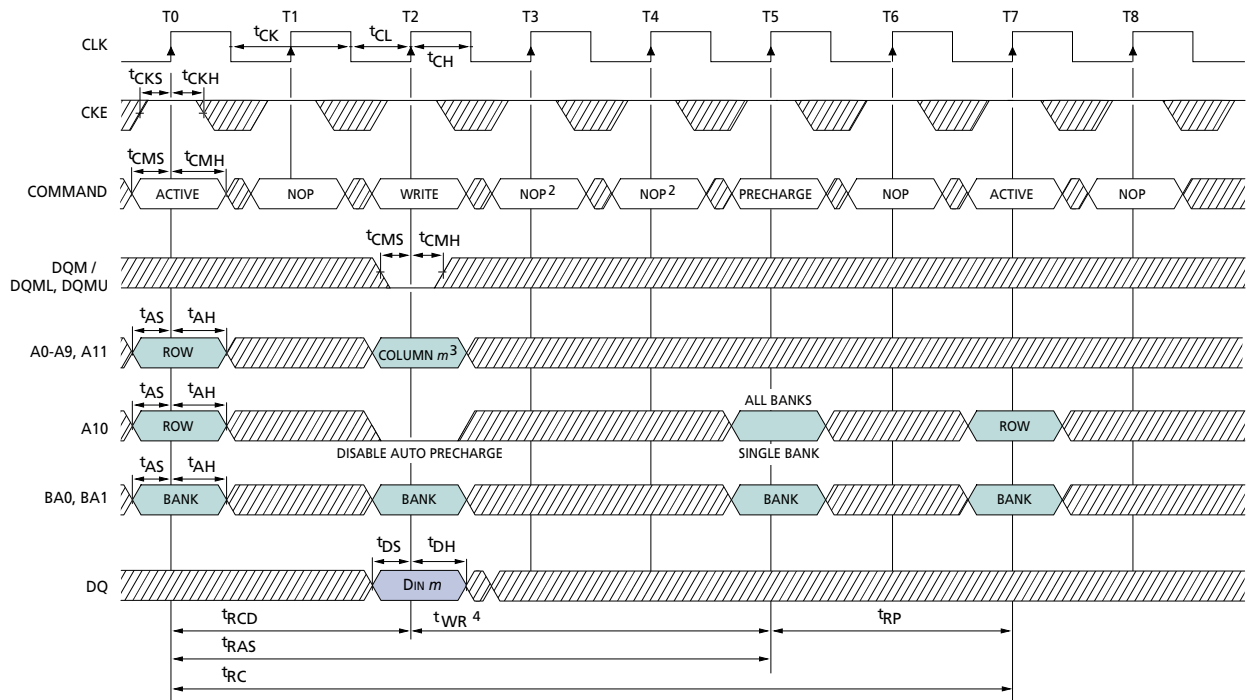 T0 T1 T2 T3 T4 T5 T6 T7 T8
CLK
tCK tCL
tCH
tCKS tCKH
CKE
tCMS tCMH
COMMAND ACTIVE NOP WRITE NOP2 NOP2 PRECHARGE NOP ACTIVE NOP
tCMS tCMH
DQM /
DQML, DQMU
tAS tAH
A0-A9, A11 ROW COLUMN m3
tAS tAH
ALL BANKS
A10 ROW ROW
DISABLE AUTO PRECHARGE SINGLE BANK
tAS tAH
BA0, BA1 BANK BANK BANK BANK
tDS tDH
DQ DIN m
tRCD tWR 4 tRP
tRAS
tRC